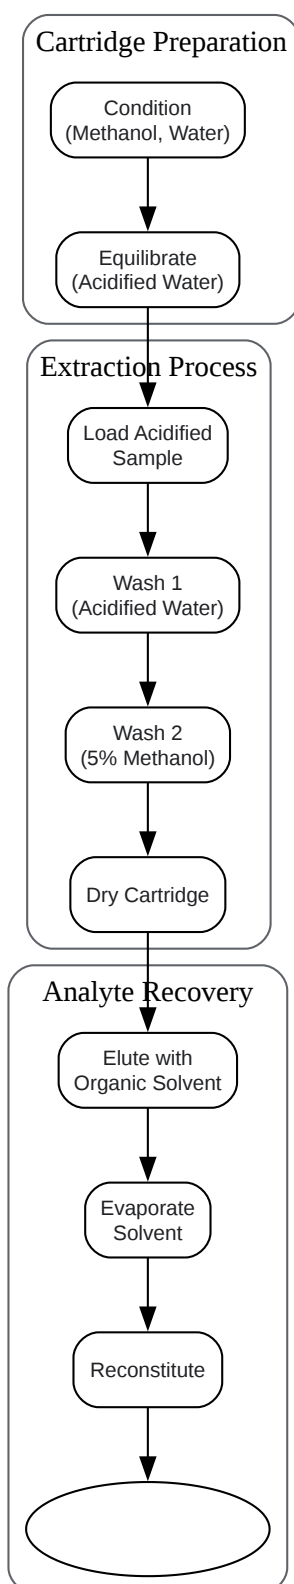 Cartridge Preparation
Condition
(Methanol, Water)
Equilibrate
(Acidified Water)
Extraction Process
Load Acidified
Sample
Wash 1
(Acidified Water)
Wash 2
(5% Methanol)
Dry Cartridge
Analyte Recovery
Elute with
Organic Solvent
Evaporate
Solvent
Reconstitute